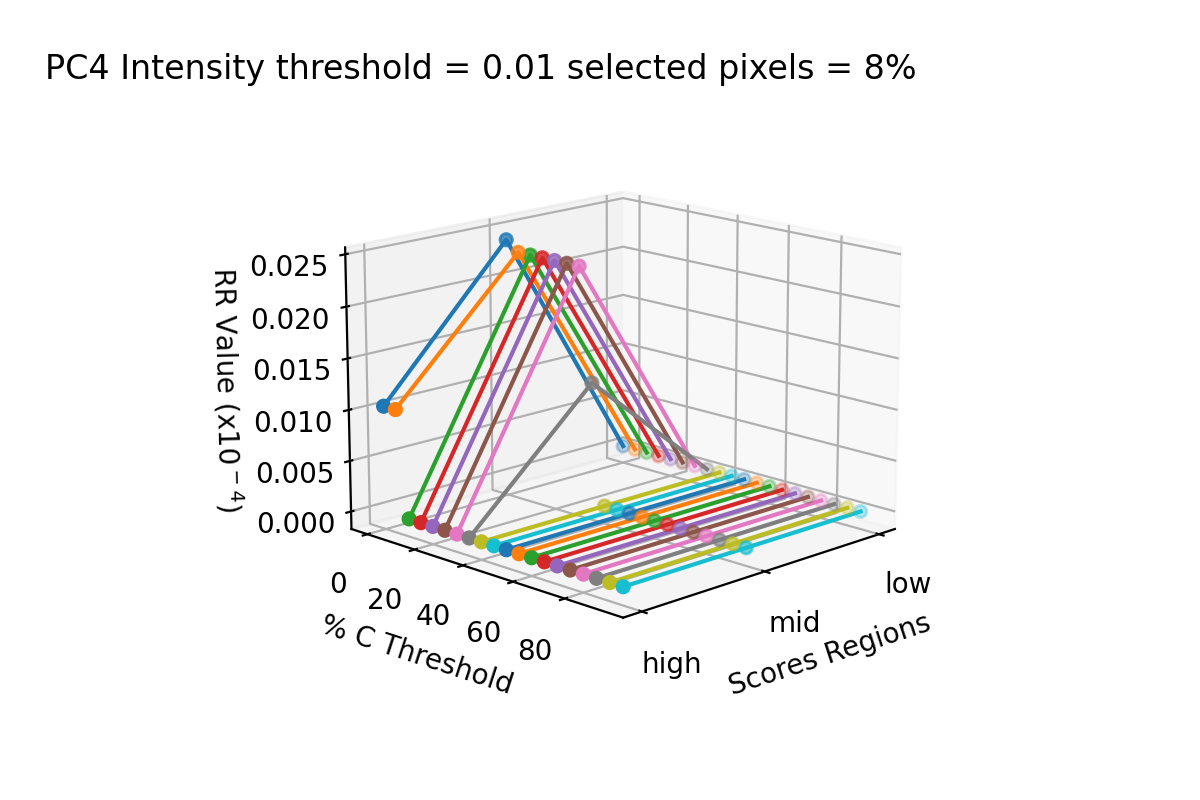 PC4 Intensity threshold = 0.01 selected pixels = 8%
0.025
0.020
0.015
0.010
0.005
0.000
RR Value (x10⁻⁴)
0
20
40
60
80
% C Threshold
high
mid
low
Scores Regions